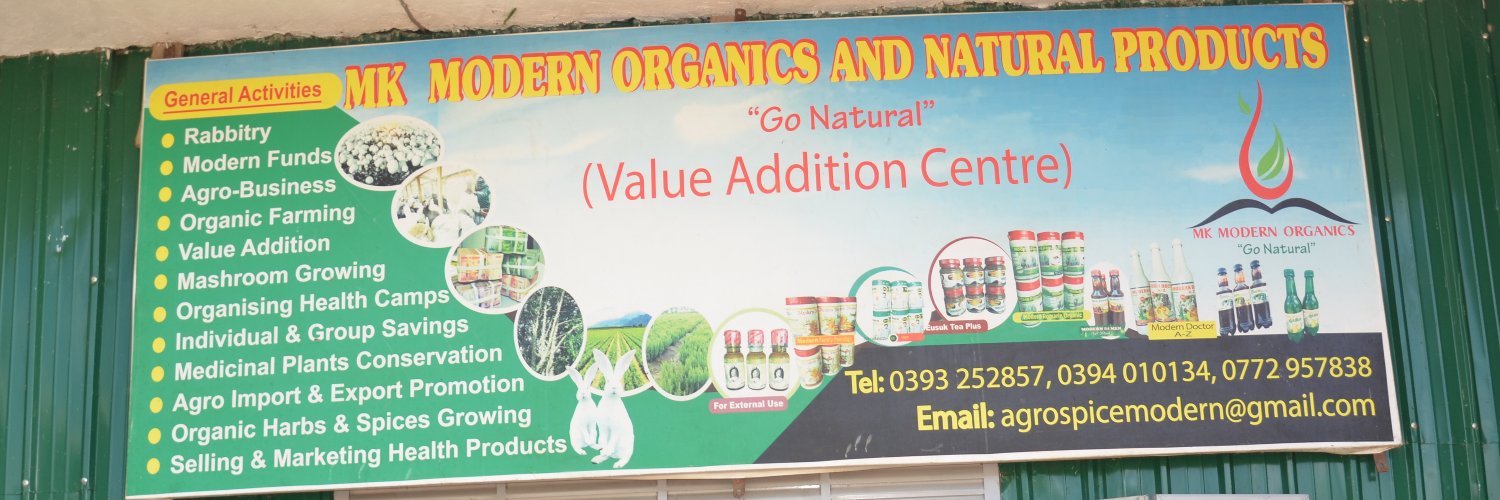 MK MODERN ORGANICS AND NATURAL PRODUCTS
"Go Natural"
(Value Addition Centre)
General Activities
Rabbitry
Modern Funds
Agro-Business
Organic Farming
Value Addition
Mashroom Growing
Organising Health Camps
Individual & Group Savings
Medicinal Plants Conservation
Agro Import & Export Promotion
Organic Harbs & Spices Growing
Selling & Marketing Health Products
MK MODERN ORGANICS
"Go Natural"
For External Use
Eusuk Tea Plus
Modern Doctor
A-Z
Tel: 0393 252857, 0394 010134, 0772 957838
Email: agrospicemodern@gmail.com